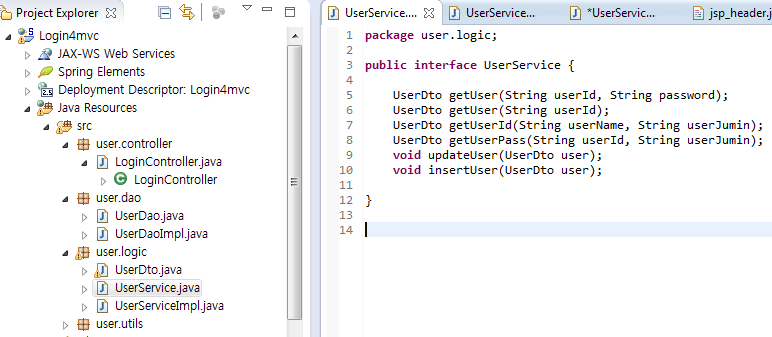 Project Explorer
Login4mvc
JAX-WS Web Services
Spring Elements
Deployment Descriptor: Login4mvc
Java Resources
src
user.controller
LoginController.java
LoginController
user.dao
UserDao.java
UserDaoImpl.java
user.logic
UserDto.java
UserService.java
UserServiceImpl.java
user.utils
UserService....
UserService...
*UserServic...
jsp_header.j
1 package user.logic;
2
3 public interface UserService {
4
5 UserDto getUser(String userId, String password);
6 UserDto getUser(String userId);
7 UserDto getUserId(String userName, String userJumin);
8 UserDto getUserPass(String userId, String userJumin);
9 void updateUser(UserDto user);
10 void insertUser(UserDto user);
11
12 }
13
14